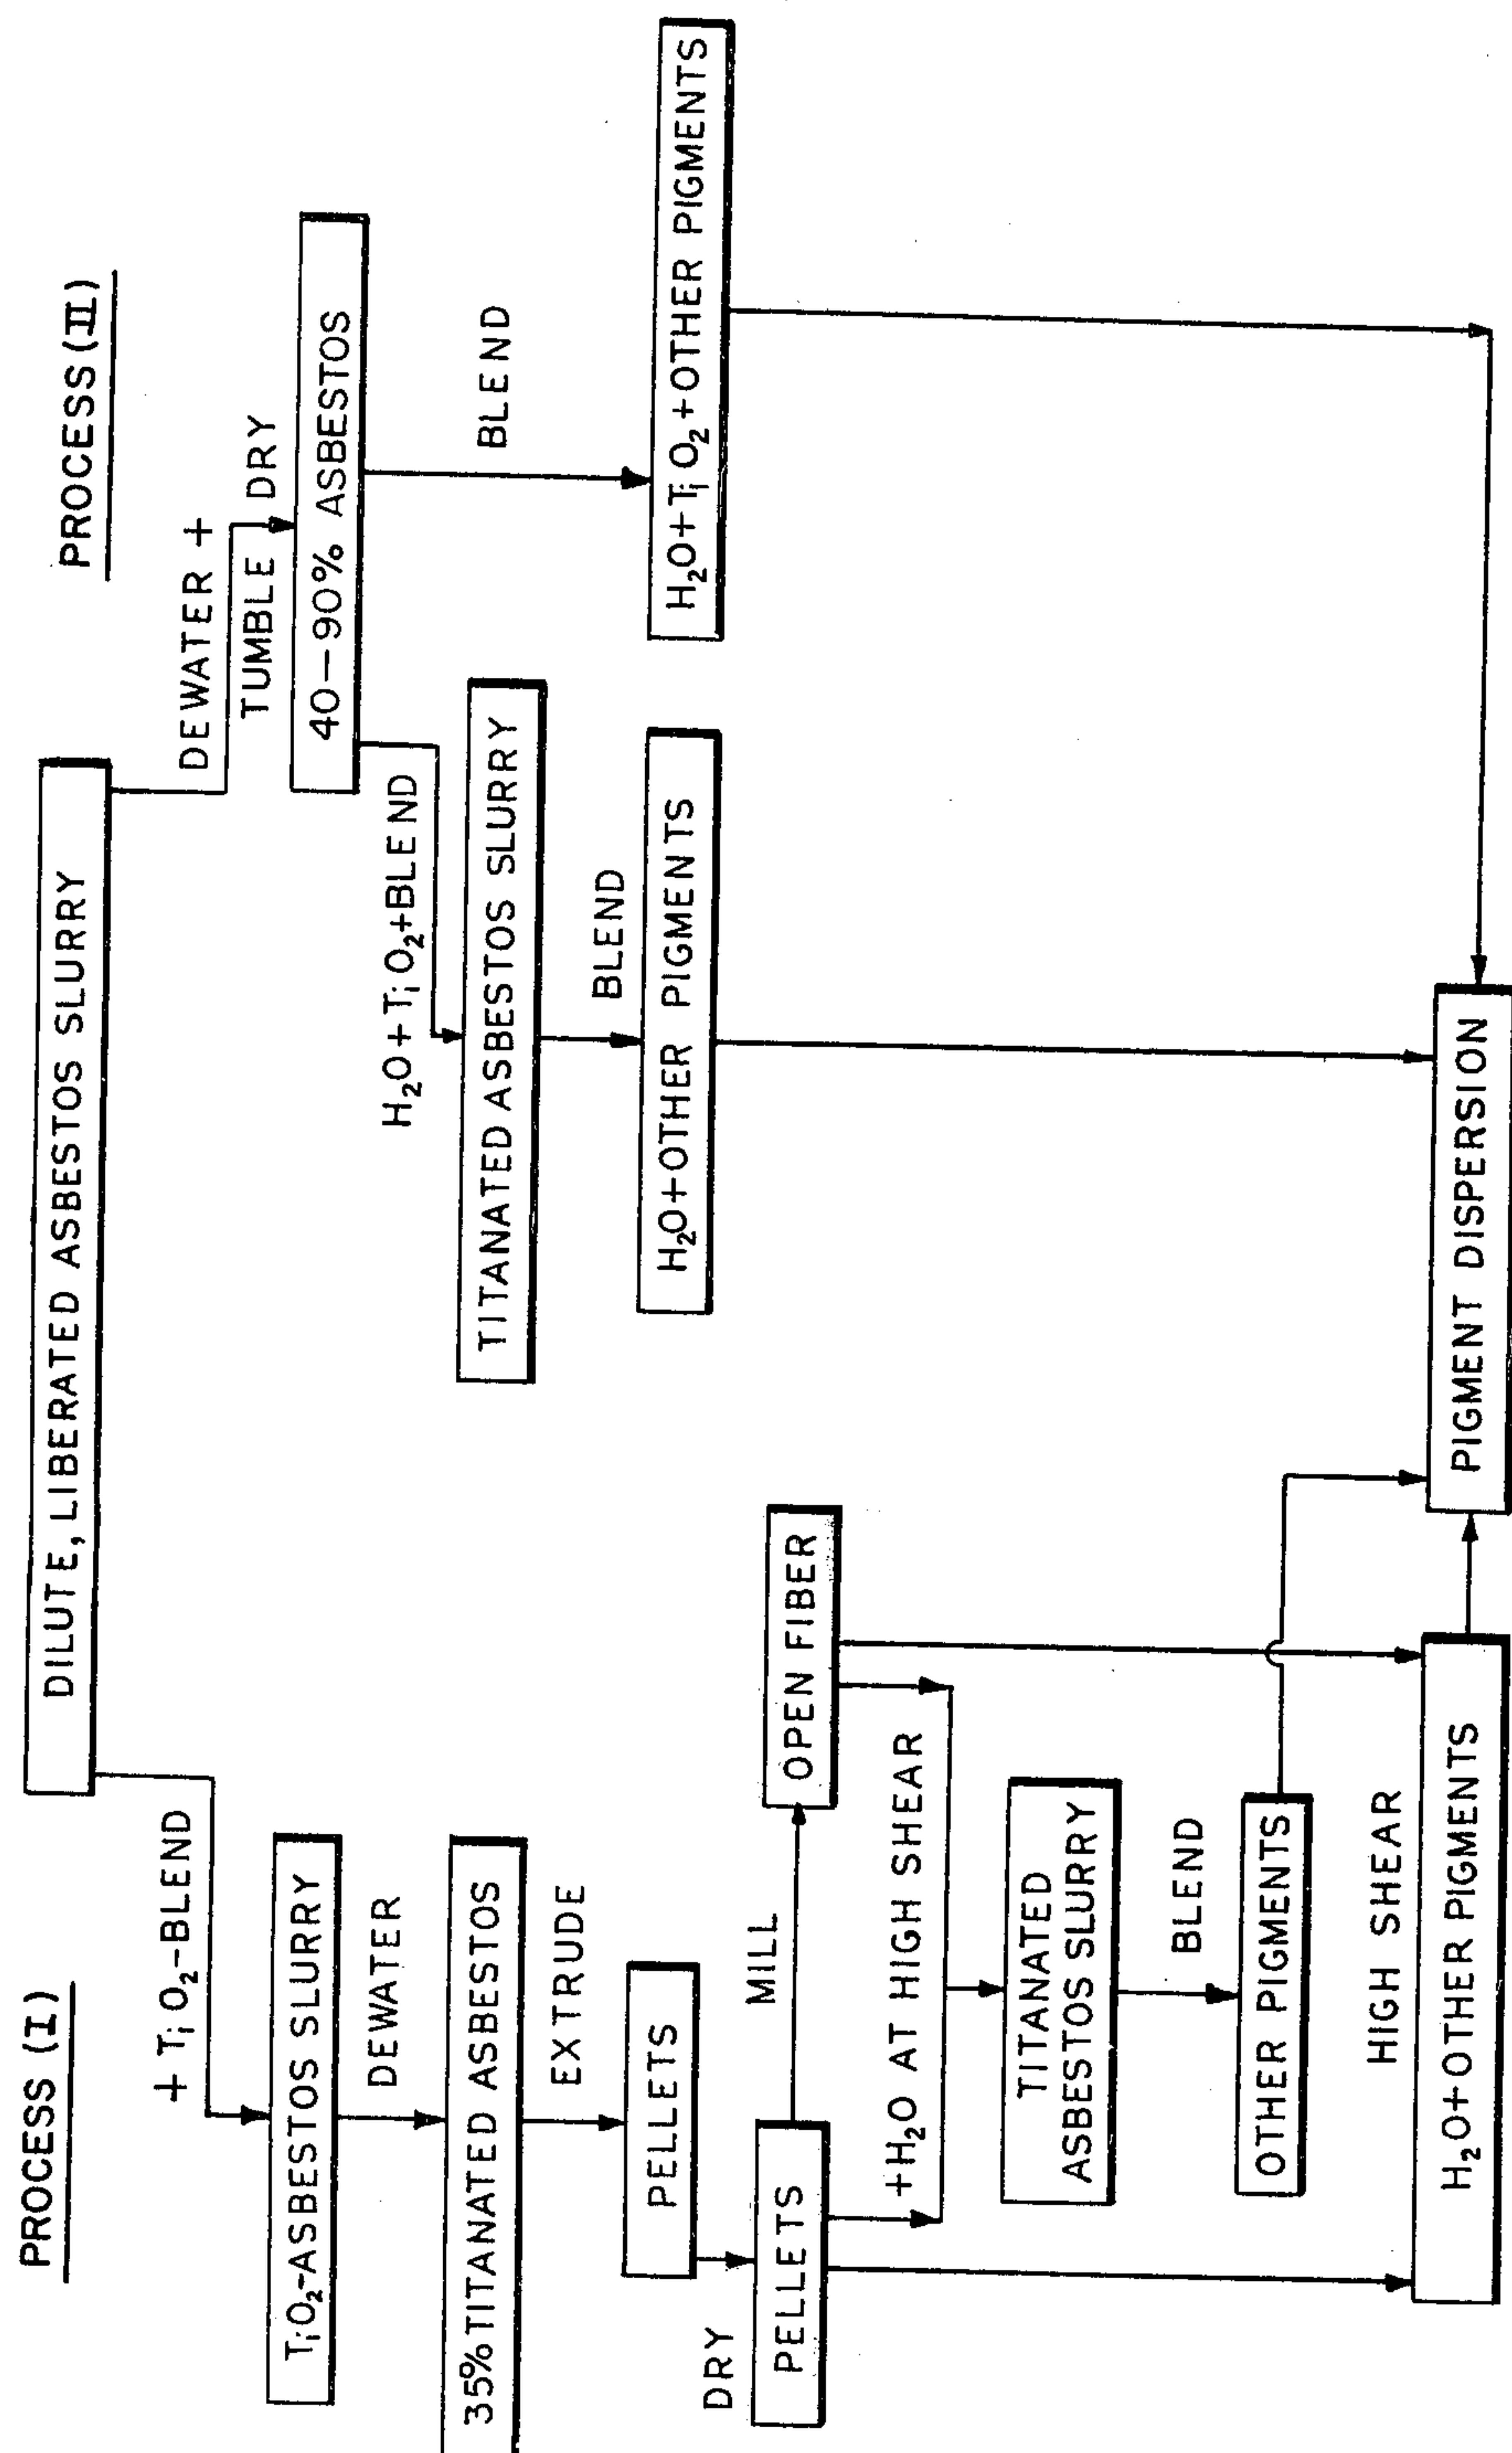 PROCESS (I)
PROCESS (II)
DILUTE, LIBERATED ASBESTOS SLURRY
+ TiO₂-BLEND
TiO₂-ASBESTOS SLURRY
DEWATER
35% TITANATED ASBESTOS
EXTRUDE
PELLETS
DRY
PELLETS
MILL
OPEN FIBER
+H₂O AT HIGH SHEAR
TITANATED
ASBESTOS SLURRY
BLEND
OTHER PIGMENTS
HIGH SHEAR
H₂O+OTHER PIGMENTS
DEWATER +
TUMBLE DRY
40-90% ASBESTOS
H₂O+TiO₂+BLEND
TITANATED ASBESTOS SLURRY
BLEND
H₂O+OTHER PIGMENTS
BLEND
H₂O+TiO₂+OTHER PIGMENTS
PIGMENT DISPERSION